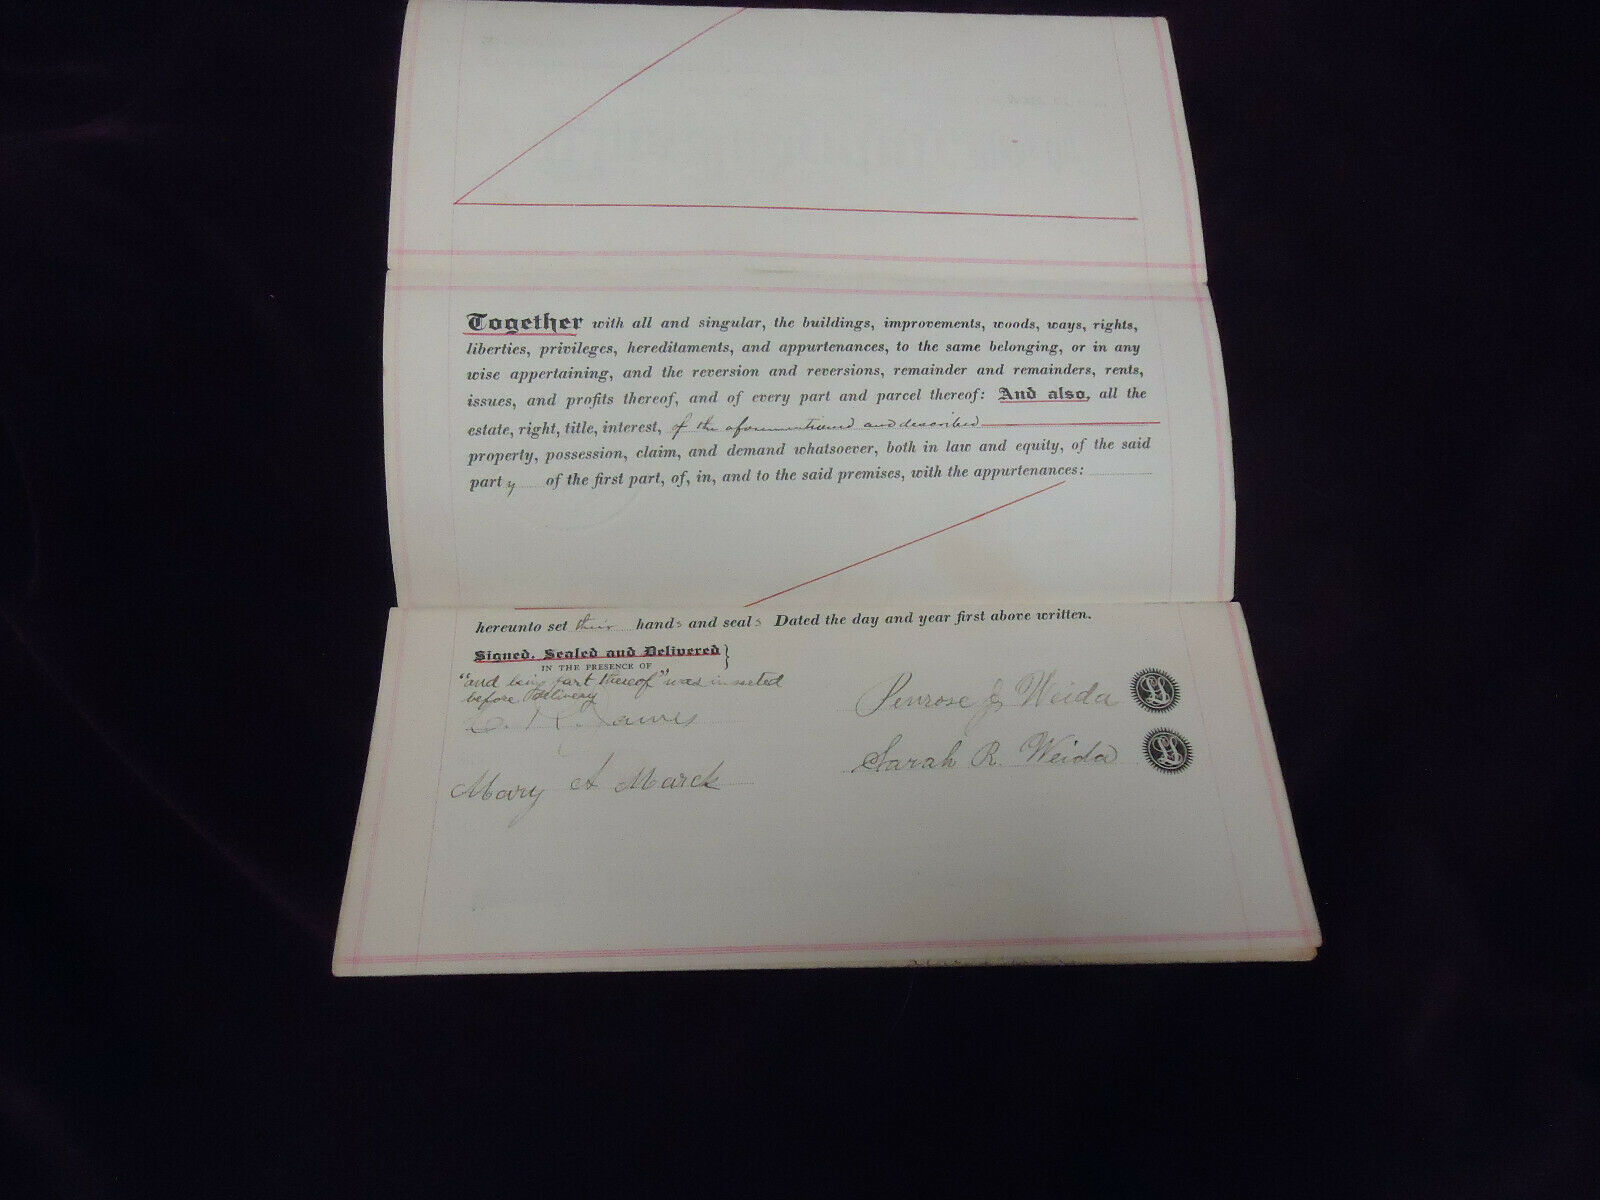 Together with all and singular, the buildings, improvements, woods, ways, rights,
liberties, privileges, hereditaments, and appurtenances, to the same belonging, or in any
wise appertaining, and the reversion and reversions, remainder and remainders, rents,
issues, and profits thereof, and of every part and parcel thereof: And also, all the
estate, right, title, interest, of the aforementioned and described
property, possession, claim, and demand whatsoever, both in law and equity, of the said
party of the first part, of, in, and to the said premises, with the appurtenances:
hereunto set their hands and seals Dated the day and year first above written.
Signed, Sealed and Delivered }
IN THE PRESENCE OF
"and being part thereof" was inserted
before Delivery
Penrose J Weida LS
Sarah R. Weida LS
Mary A Marck